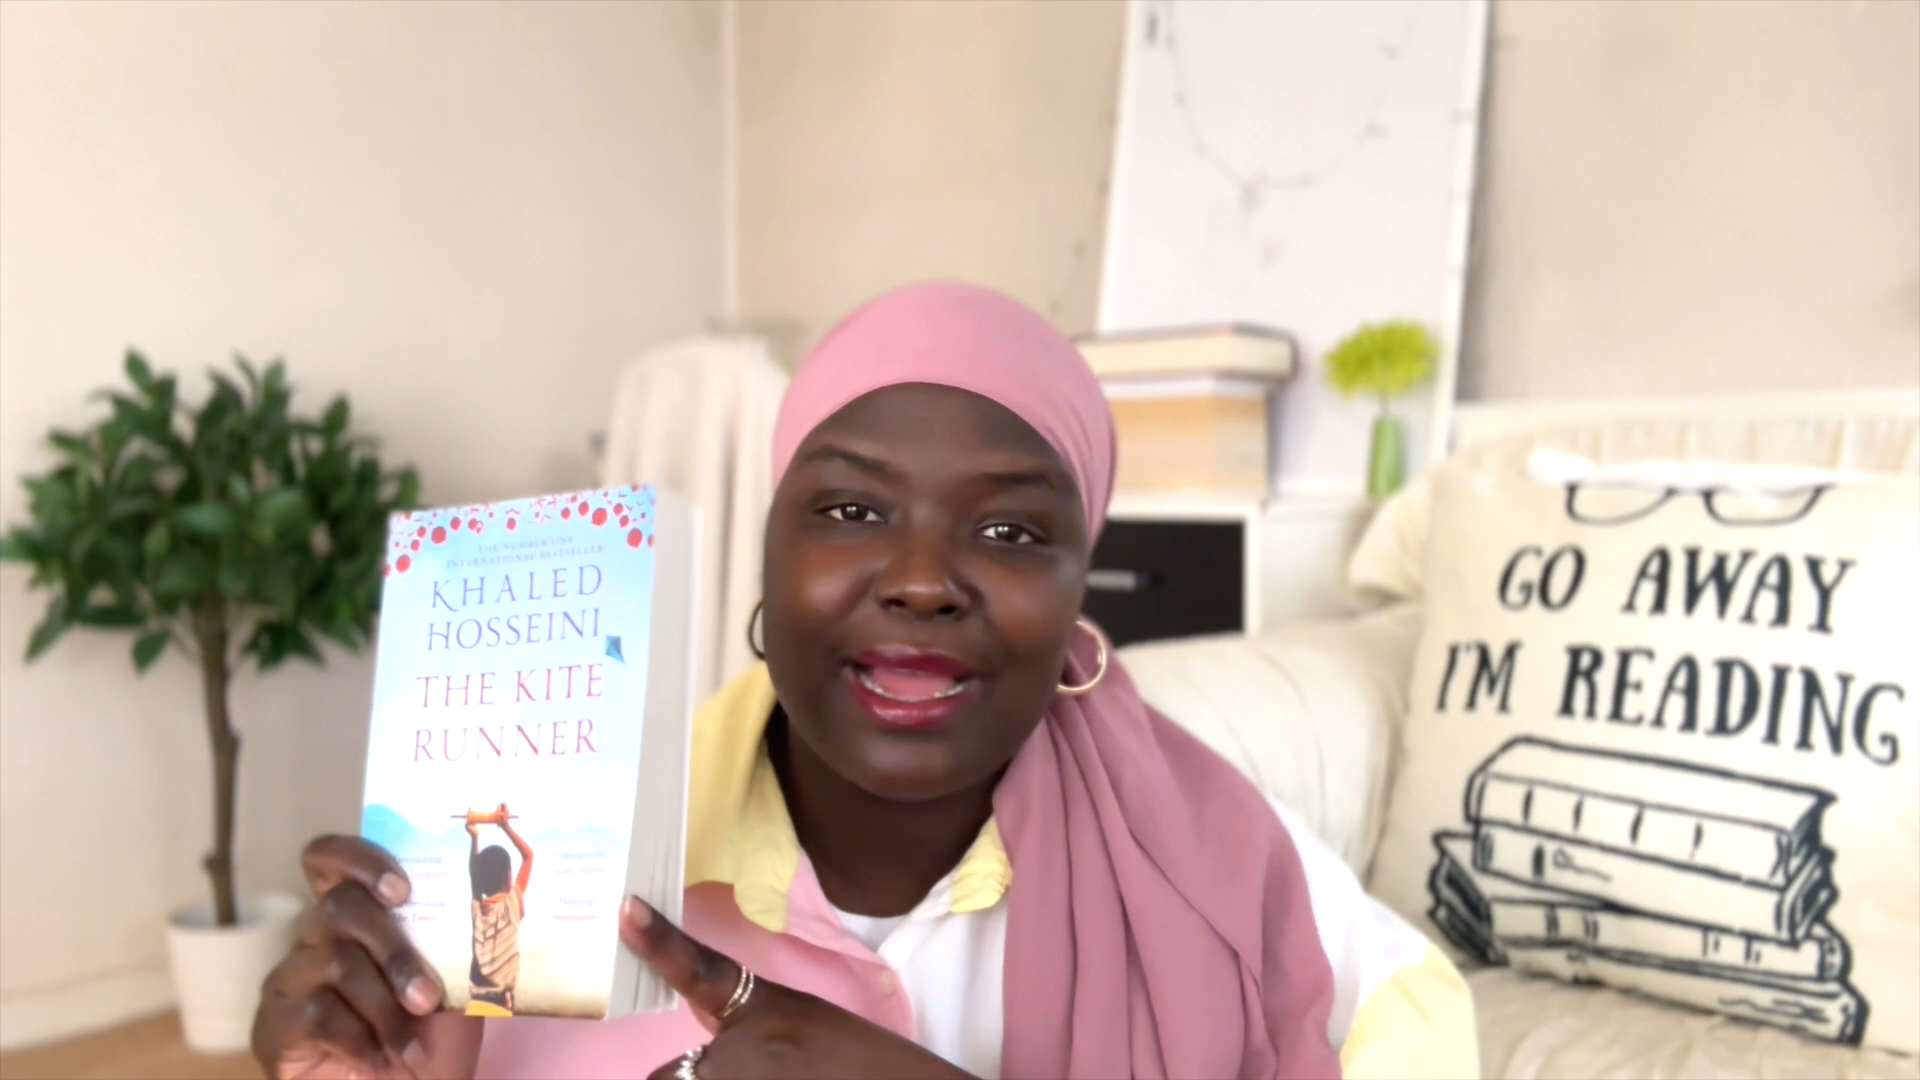 THE NUMBER ONE
INTERNATIONAL BESTSELLER
KHALED
HOSSEINI
THE KITE
RUNNER
GO AWAY
I'M READING